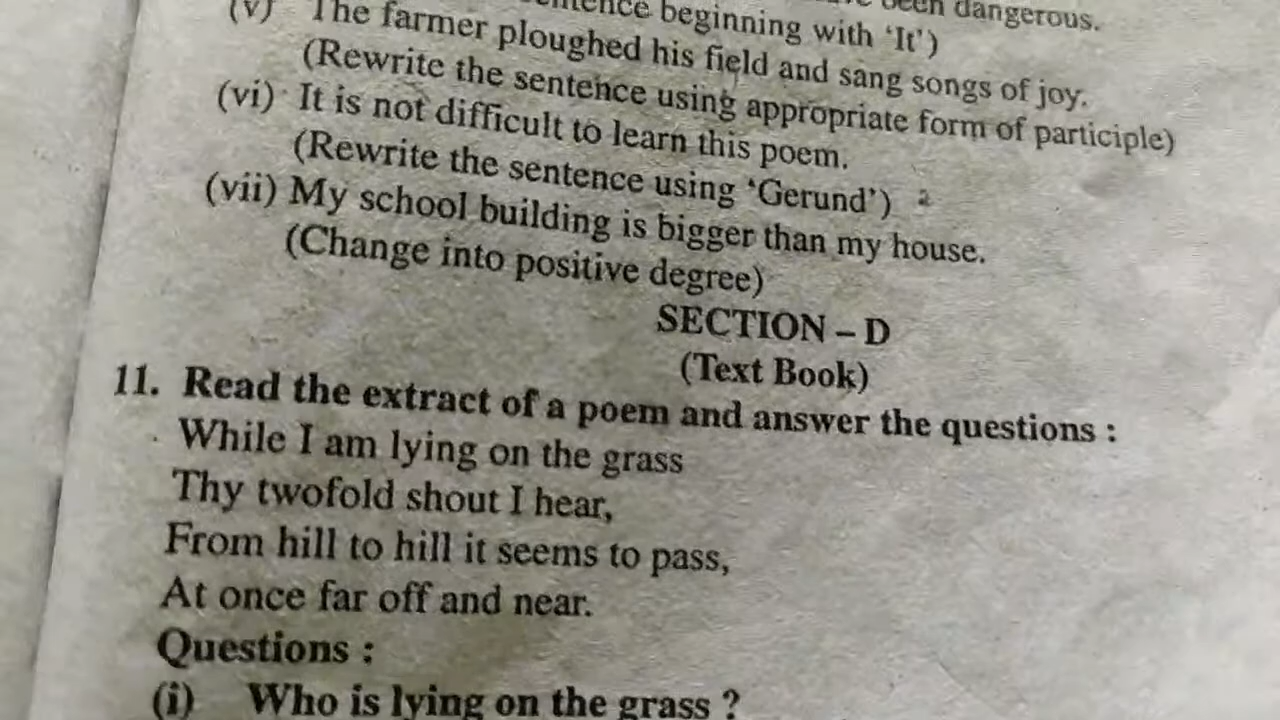 been dangerous.
beginning with ‘It’)
(v) The farmer ploughed his field and sang songs of joy.
(Rewrite the sentence using appropriate form of participle)
(vi) It is not difficult to learn this poem.
(Rewrite the sentence using ‘Gerund’)
(vii) My school building is bigger than my house.
(Change into positive degree)
SECTION – D
(Text Book)
11. Read the extract of a poem and answer the questions :
While I am lying on the grass
Thy twofold shout I hear,
From hill to hill it seems to pass,
At once far off and near.
Questions :
(i) Who is lying on the grass ?